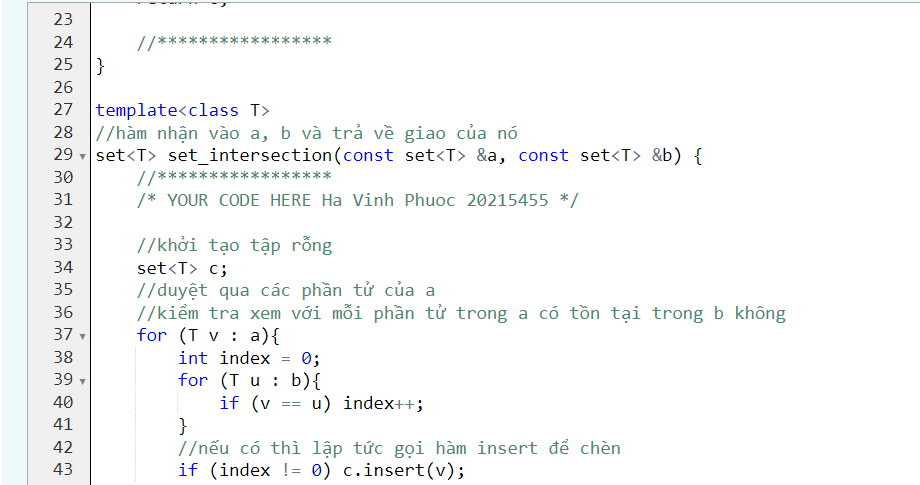 23
24 //*****************
25 }
26
27 template<class T>
28 //hàm nhận vào a, b và trả về giao của nó
29 set<T> set_intersection(const set<T> &a, const set<T> &b) {
30 //*****************
31 /* YOUR CODE HERE Ha Vinh Phuoc 20215455 */
32
33 //khởi tạo tập rỗng
34 set<T> c;
35 //duyệt qua các phần tử của a
36 //kiểm tra xem với mỗi phần tử trong a có tồn tại trong b không
37 for (T v : a){
38 int index = 0;
39 for (T u : b){
40 if (v == u) index++;
41 }
42 //nếu có thì lập tức gọi hàm insert để chèn
43 if (index != 0) c.insert(v);